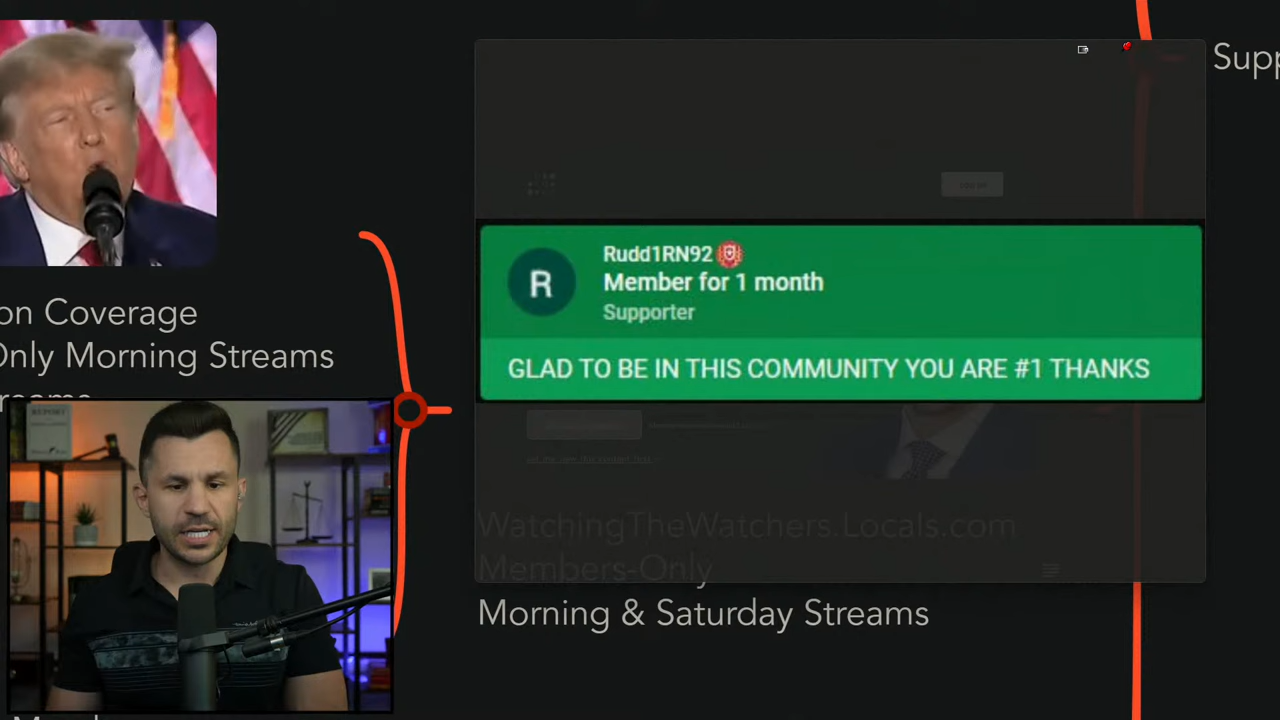 Supp
Rudd1RN92
Member for 1 month
Supporter
R
GLAD TO BE IN THIS COMMUNITY YOU ARE #1 THANKS
on Coverage
Only Morning Streams
WatchingTheWatchers.Locals.com
Members-Only
Morning & Saturday Streams